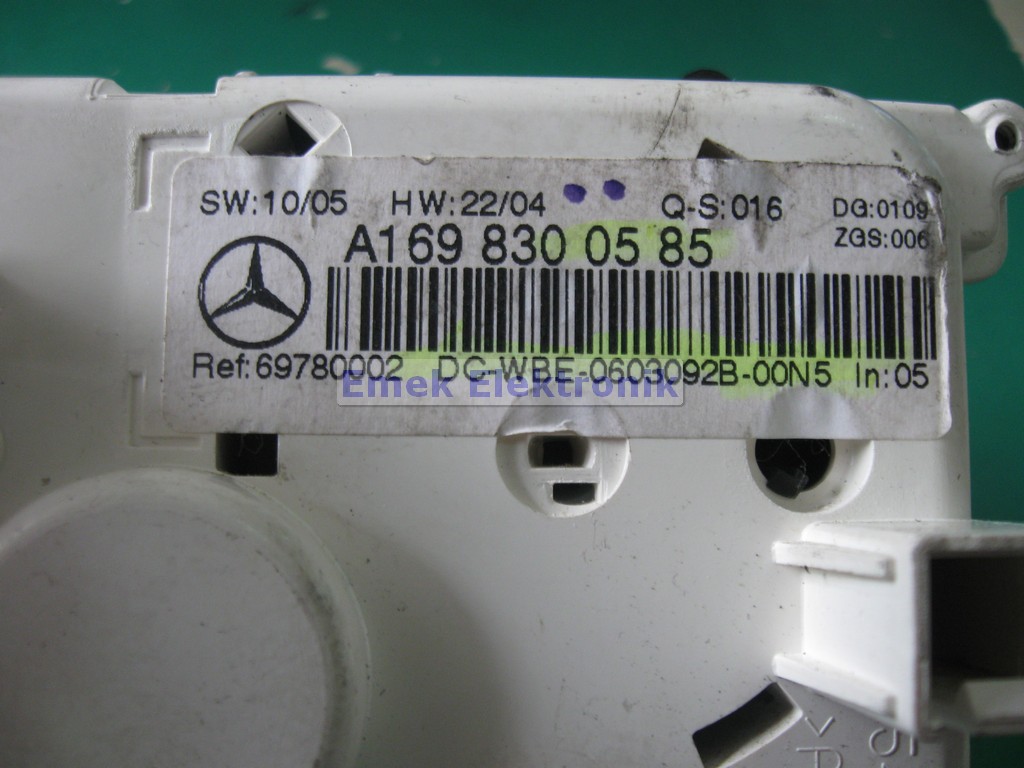 SW:10/05 HW:22/04 Q-S:016 DG:0109
ZGS:006
A169 830 05 85
Ref:69780002 DC-WBE-0603092B-00N5 In:05
Emek Elektronik